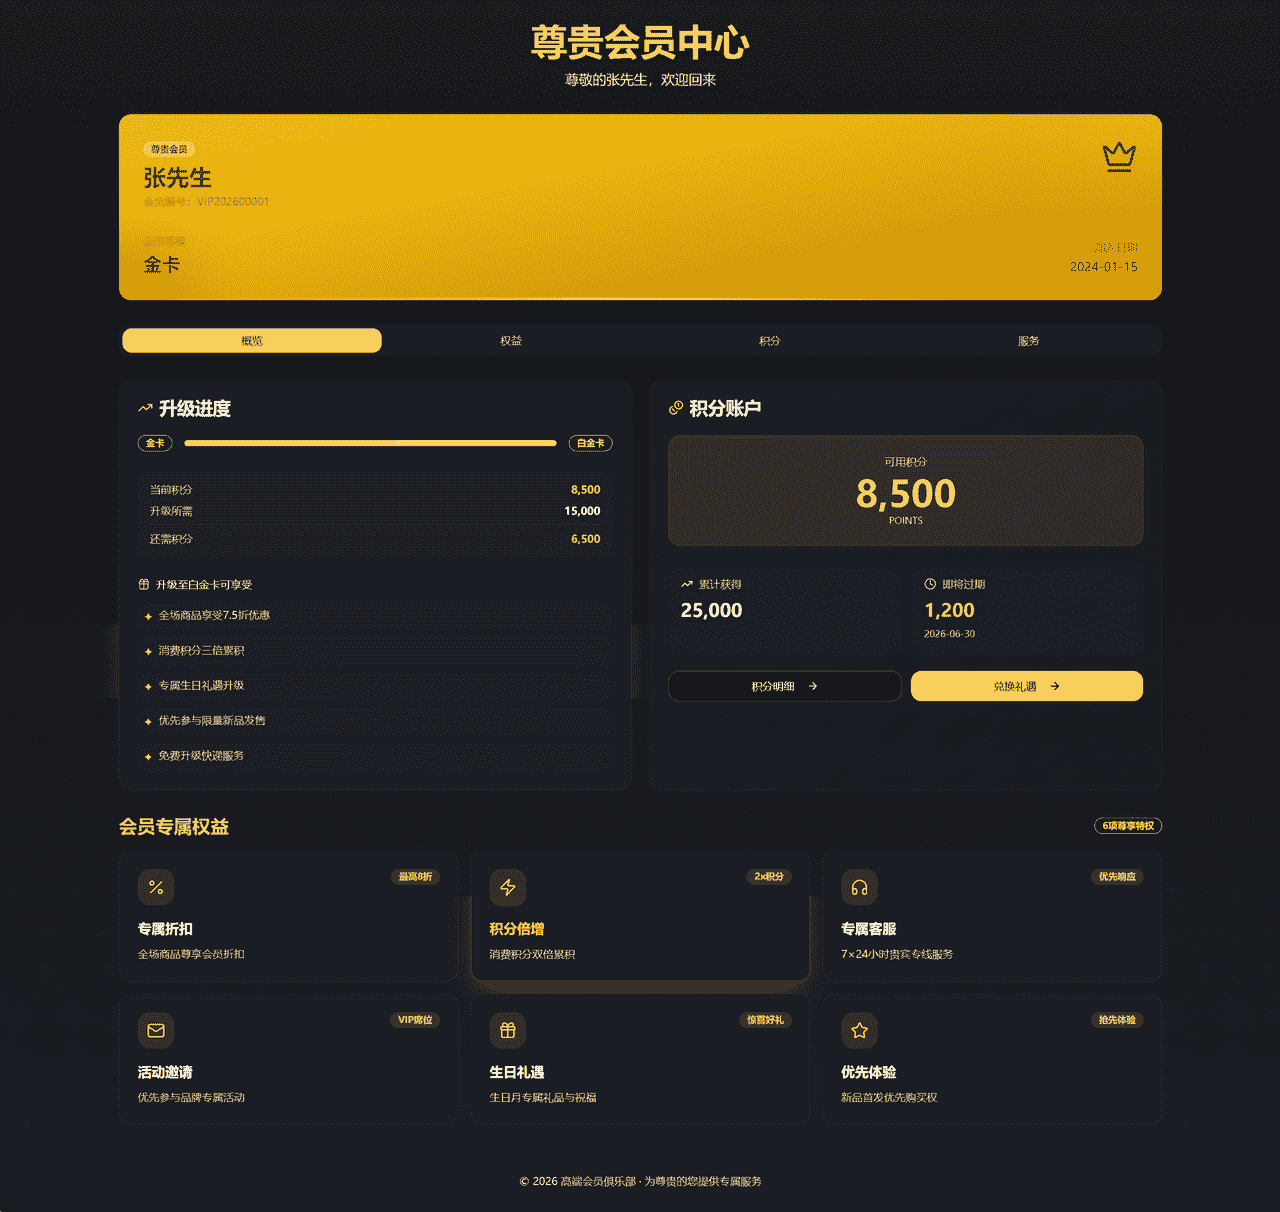 尊贵会员中心
尊敬的张先生，欢迎回来
尊贵会员
张先生
会员编号：VIP202600001
会员等级
金卡
加入日期
2024-01-15
概览
权益
积分
服务
升级进度
金卡
白金卡
当前积分 8,500
升级所需 15,000
还需积分 6,500
升级至白金卡可享受
全场商品享受7.5折优惠
消费积分三倍累积
专属生日礼遇升级
优先参与限量新品发售
免费升级快递服务
积分账户
可用积分
8,500
POINTS
累计获得
25,000
即将过期
1,200
2026-06-30
积分明细 →
兑换礼遇 →
会员专属权益
6项尊享特权
最高8折
专属折扣
全场商品尊享会员折扣
2x积分
积分倍增
消费积分双倍累积
优先响应
专属客服
7×24小时贵宾专线服务
VIP席位
活动邀请
优先参与品牌专属活动
惊喜好礼
生日礼遇
生日月专属礼品与祝福
抢先体验
优先体验
新品首发优先购买权
© 2026 高端会员俱乐部 · 为尊贵的您提供专属服务